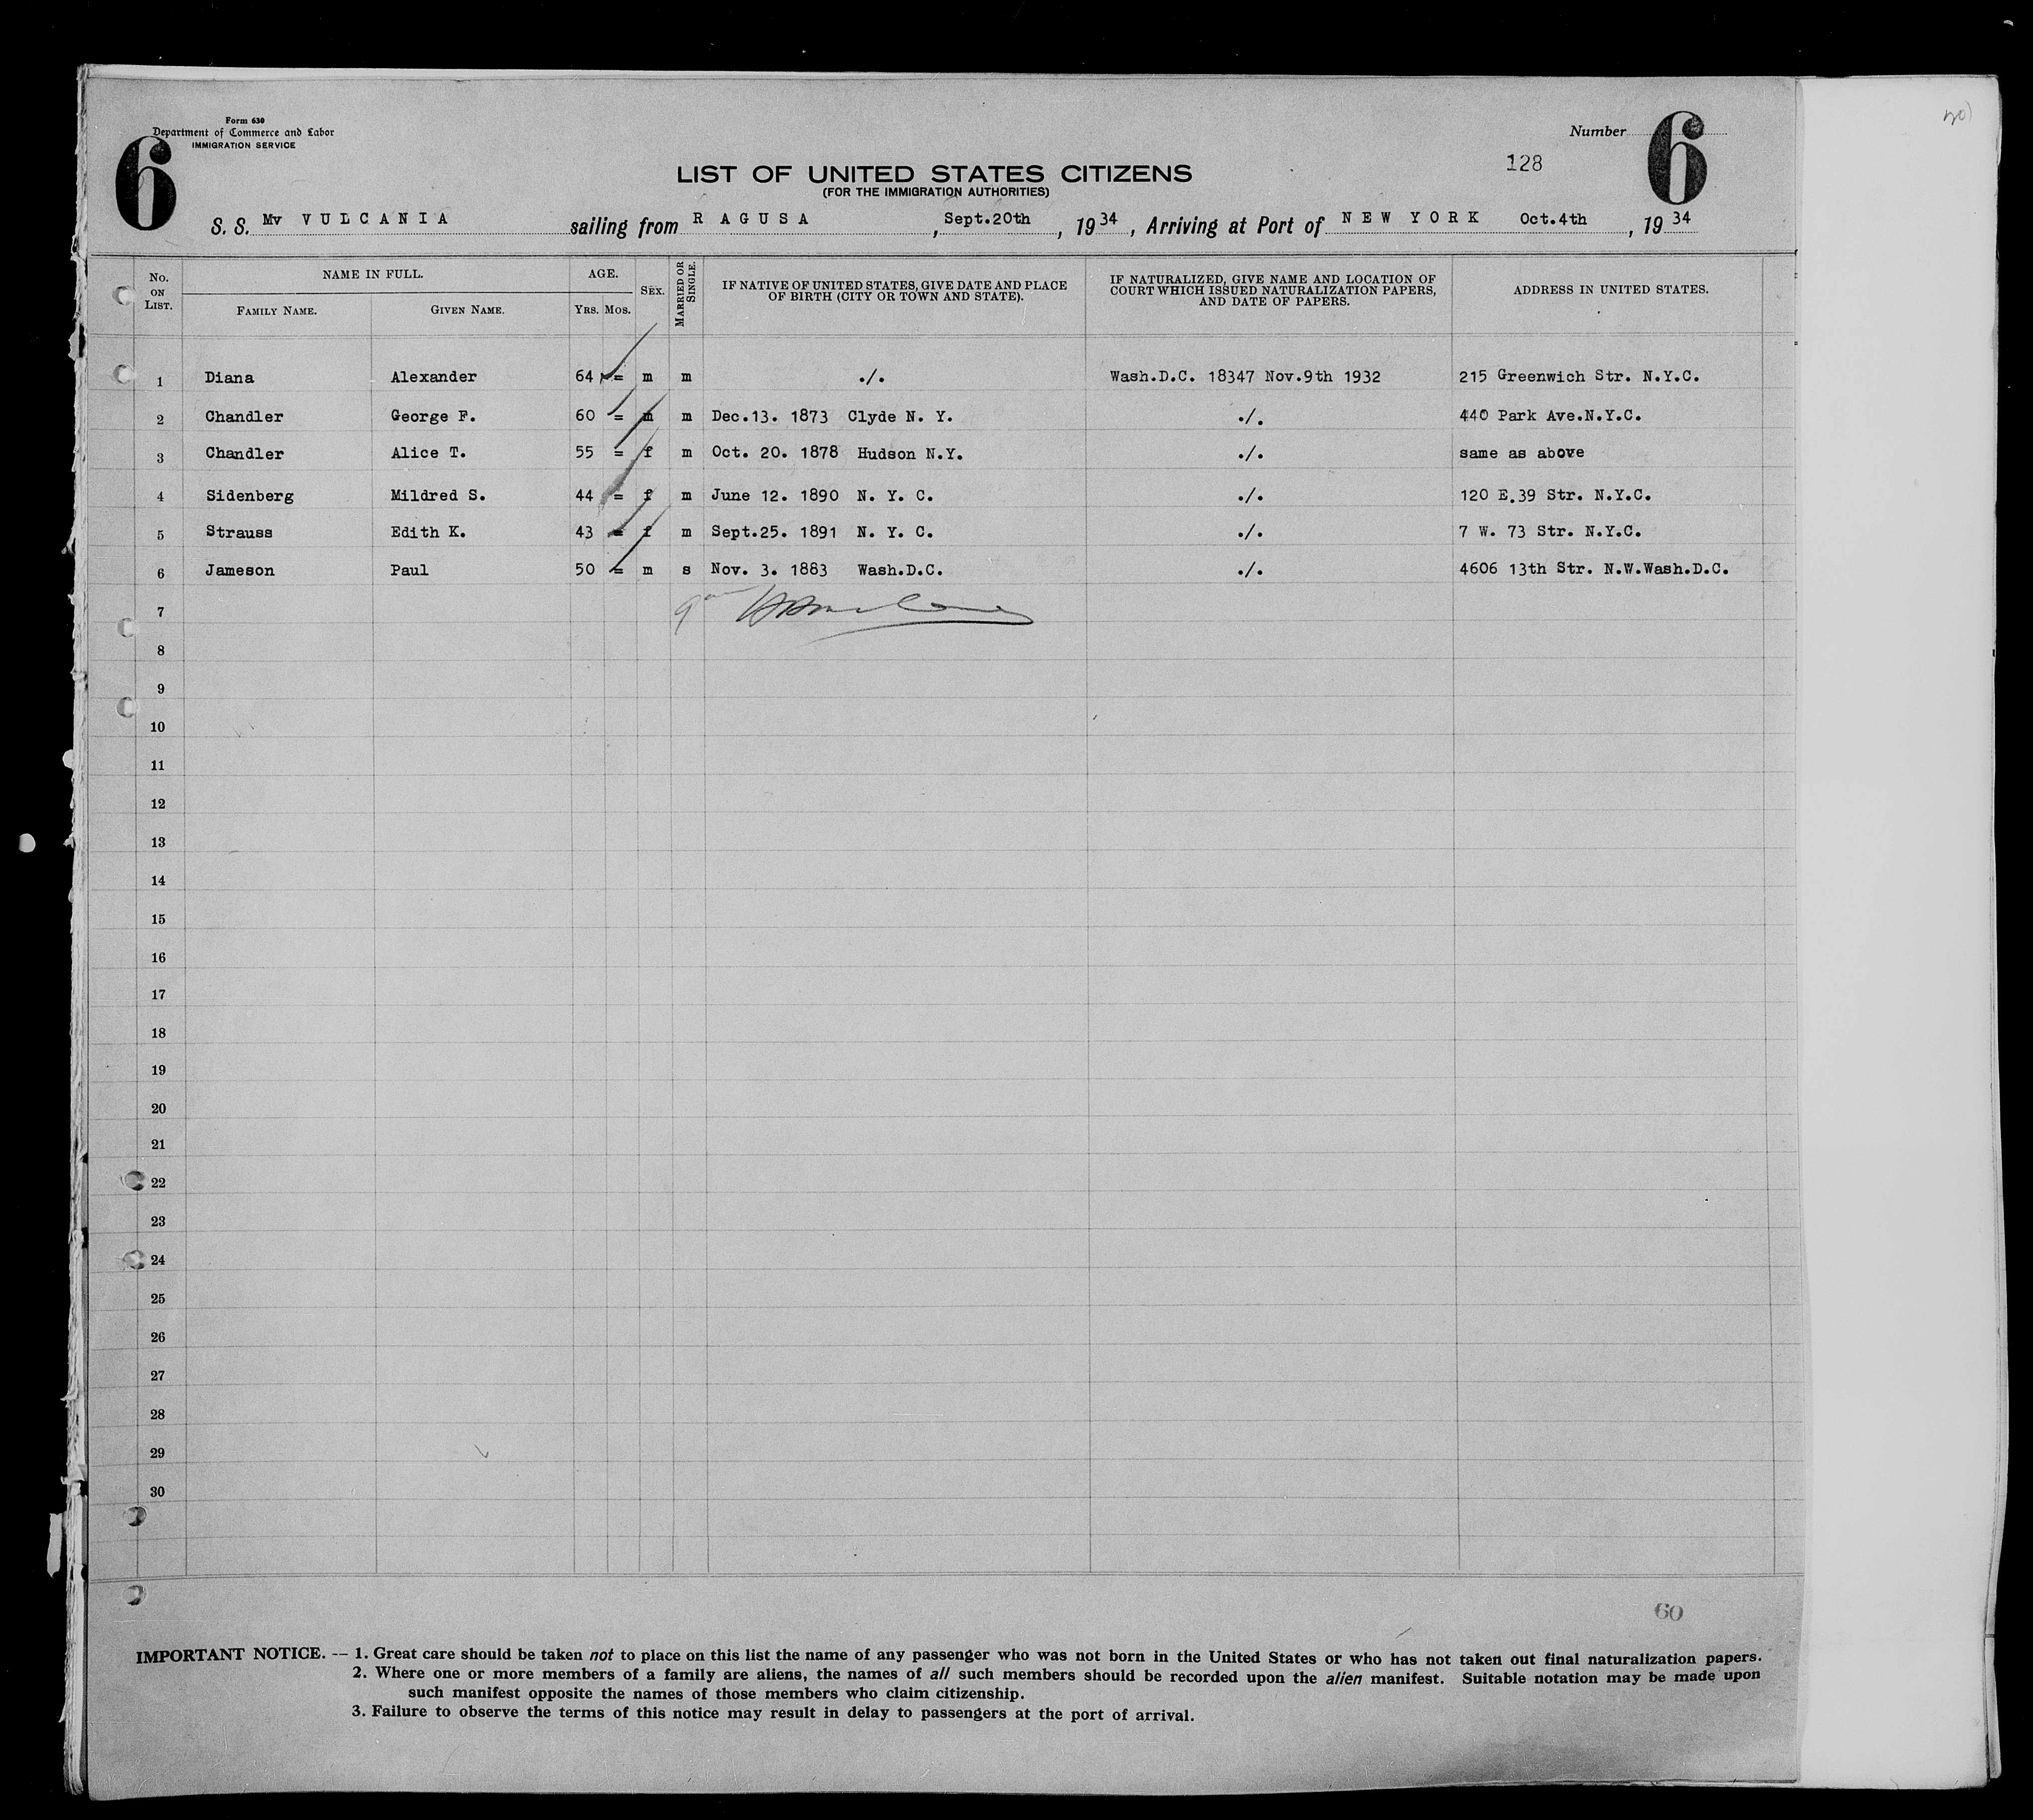 Form 630
Department of Commerce and Labor
IMMIGRATION SERVICE
6
Number 6
128
LIST OF UNITED STATES CITIZENS
(FOR THE IMMIGRATION AUTHORITIES)
S. S. Mv VULCANIA sailing from RAGUSA, Sept.20th, 1934, Arriving at Port of NEW YORK Oct.4th, 1934
No. ON LIST. NAME IN FULL. FAMILY NAME. GIVEN NAME. AGE. YRS. MOS. SEX. MARRIED OR SINGLE. IF NATIVE OF UNITED STATES, GIVE DATE AND PLACE OF BIRTH (CITY OR TOWN AND STATE). IF NATURALIZED, GIVE NAME AND LOCATION OF COURT WHICH ISSUED NATURALIZATION PAPERS, AND DATE OF PAPERS. ADDRESS IN UNITED STATES.
1 Diana Alexander 64 = m m ./. Wash.D.C. 18347 Nov.9th 1932 215 Greenwich Str. N.Y.C.
2 Chandler George F. 60 = m m Dec.13. 1873 Clyde N. Y. ./. 440 Park Ave.N.Y.C.
3 Chandler Alice T. 55 = f m Oct. 20. 1878 Hudson N.Y. ./. same as above
4 Sidenberg Mildred S. 44 = f m June 12. 1890 N. Y. C. ./. 120 E.39 Str. N.Y.C.
5 Strauss Edith K. 43 = f m Sept.25. 1891 N. Y. C. ./. 7 W. 73 Str. N.Y.C.
6 Jameson Paul 50 = m s Nov. 3. 1883 Wash.D.C. ./. 4606 13th Str. N.W.Wash.D.C.
7
8
9
10
11
12
13
14
15
16
17
18
19
20
21
22
23
24
25
26
27
28
29
30
60
IMPORTANT NOTICE. — 1. Great care should be taken not to place on this list the name of any passenger who was not born in the United States or who has not taken out final naturalization papers.
2. Where one or more members of a family are aliens, the names of all such members should be recorded upon the alien manifest. Suitable notation may be made upon
such manifest opposite the names of those members who claim citizenship.
3. Failure to observe the terms of this notice may result in delay to passengers at the port of arrival.